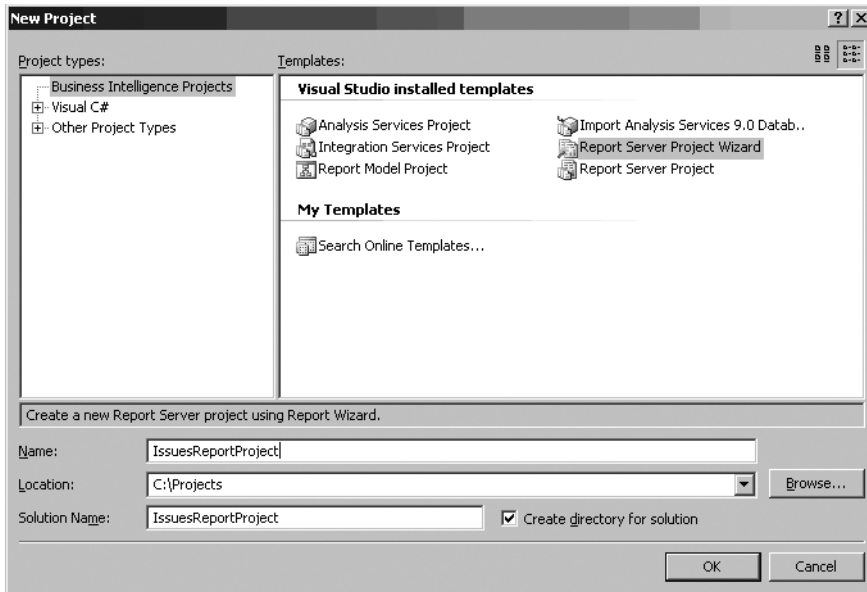 New Project
Project types:
Templates:
Business Intelligence Projects
Visual C#
Other Project Types
Visual Studio installed templates
Analysis Services Project
Import Analysis Services 9.0 Datab..
Integration Services Project
Report Server Project Wizard
Report Model Project
Report Server Project
My Templates
Search Online Templates...
Create a new Report Server project using Report Wizard.
Name:
IssuesReportProject
Location:
C:\Projects
Browse...
Solution Name:
IssuesReportProject
Create directory for solution
OK
Cancel